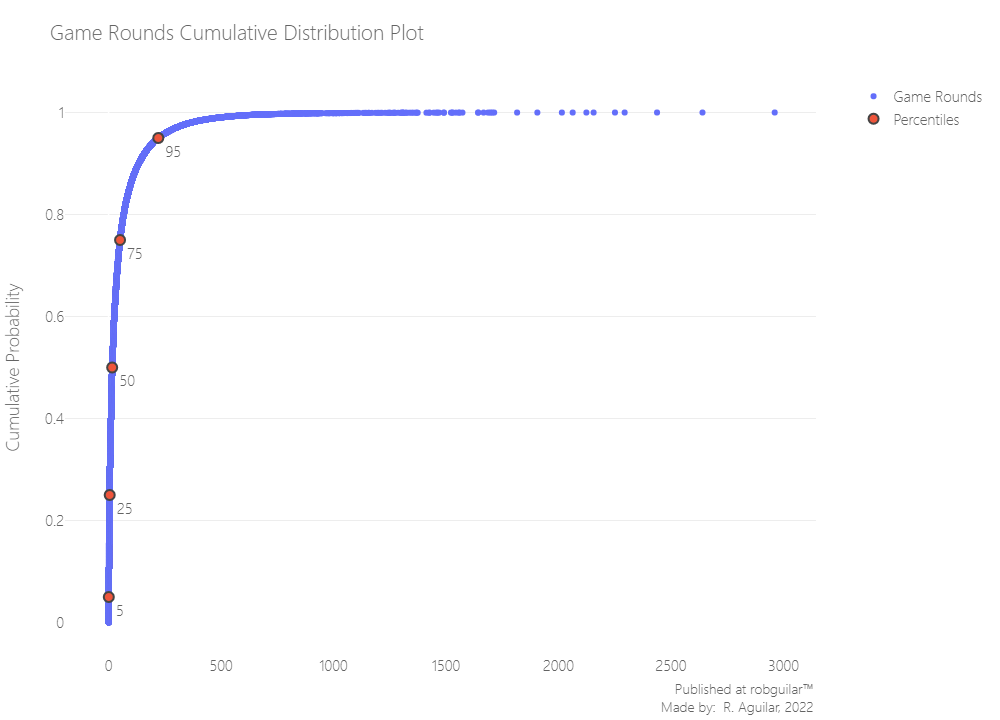 Game Rounds Cumulative Distribution Plot
Game Rounds
Percentiles
1
95
0.8
75
0.6
50
0.4
25
0.2
5
0
Cumulative Probability
0 500 1000 1500 2000 2500 3000
Published at robguilar™
Made by: R. Aguilar, 2022